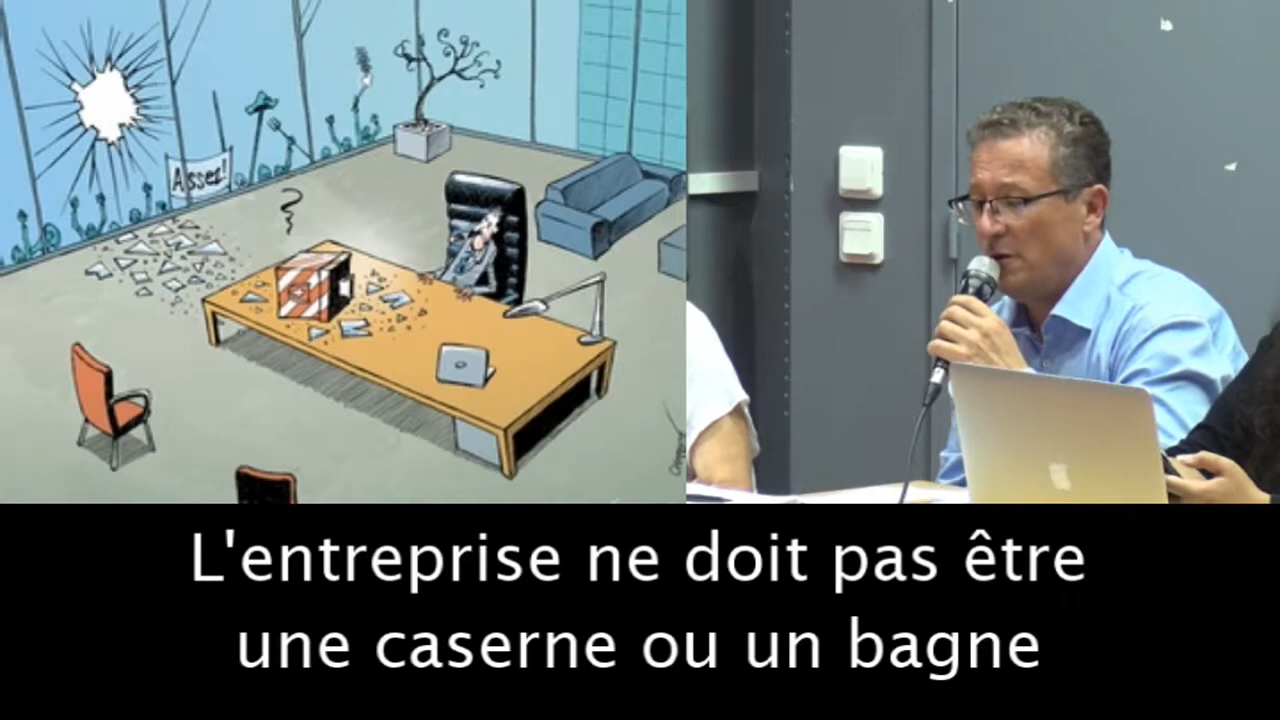 Assez!
L'entreprise ne doit pas être
une caserne ou un bagne